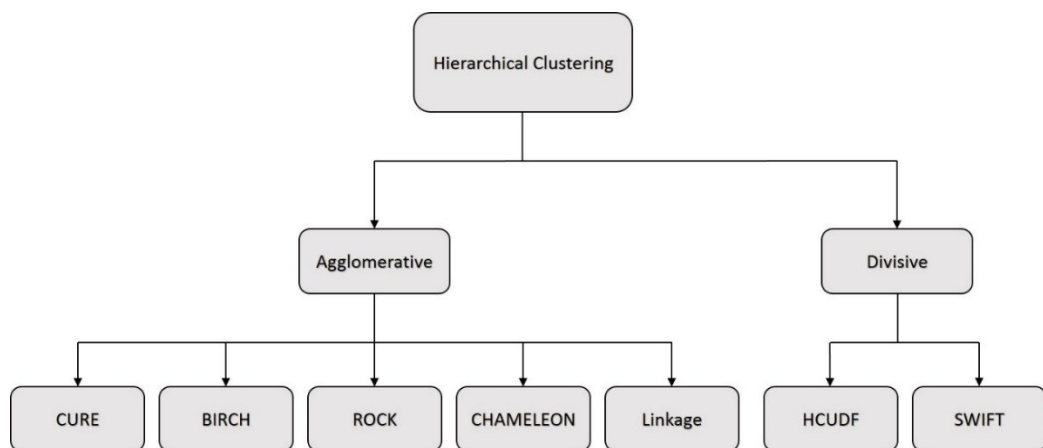 Hierarchical Clustering
Agglomerative
Divisive
CURE
BIRCH
ROCK
CHAMELEON
Linkage
HCUDF
SWIFT